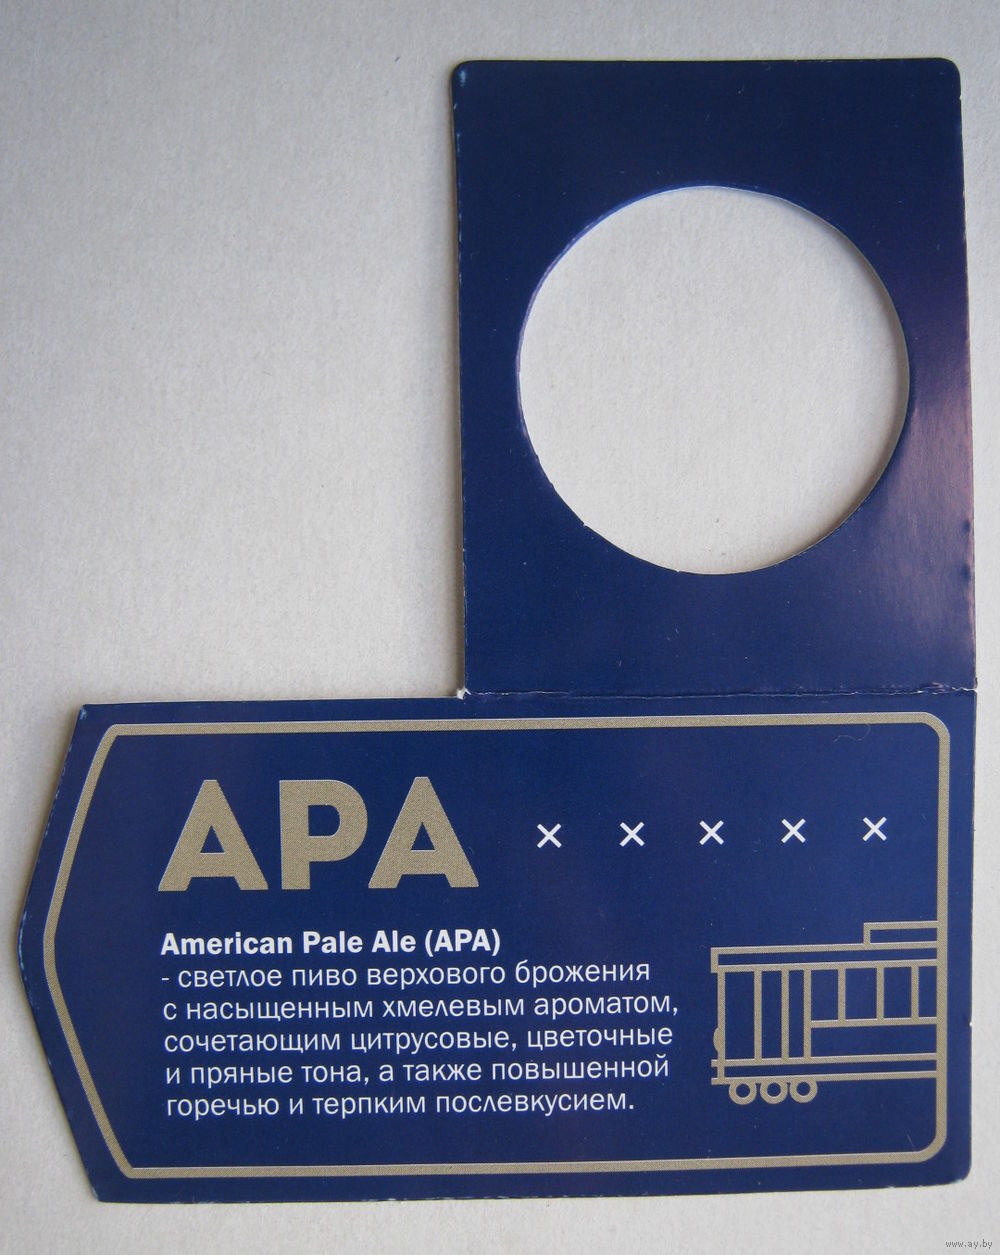 APA
× × × × ×
American Pale Ale (APA)
- светлое пиво верхового брожения
с насыщенным хмелевым ароматом,
сочетающим цитрусовые, цветочные
и пряные тона, а также повышенной
горечью и терпким послевкусием.
www.ay.by